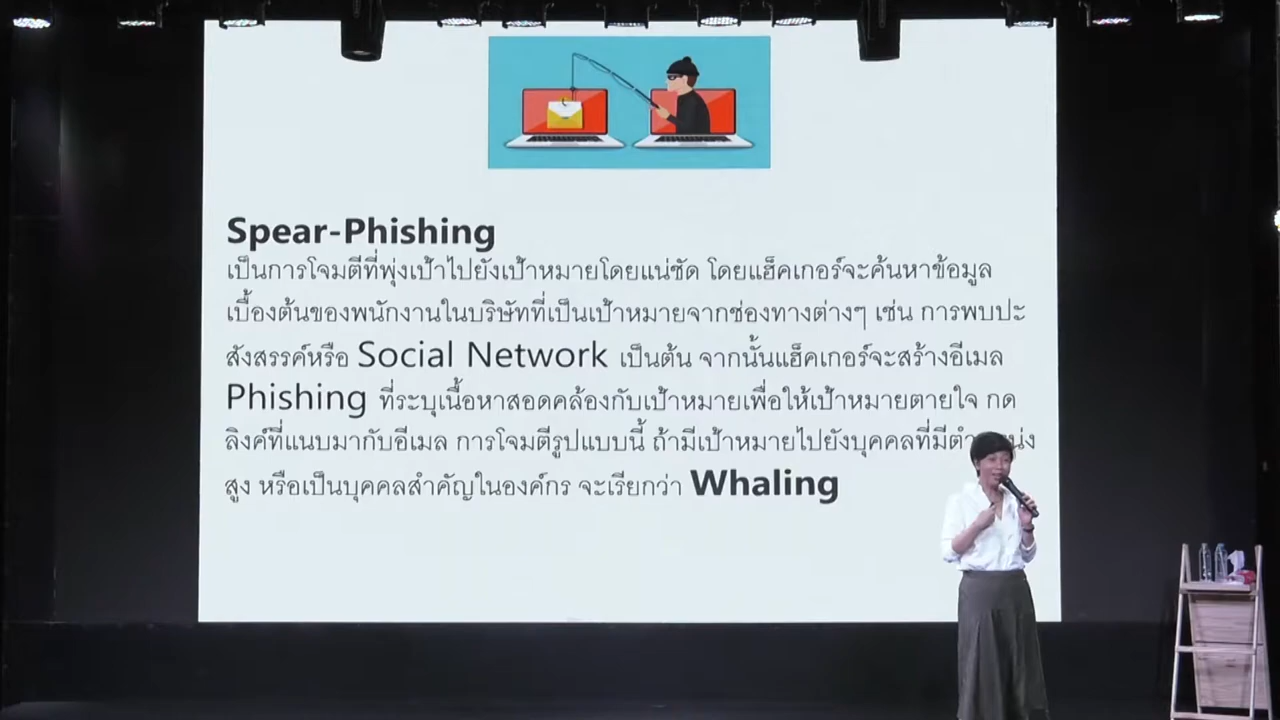 Spear-Phishing
เป็นการโจมตีที่พุ่งเป้าไปยังเป้าหมายโดยแน่ชัด โดยแฮ็คเกอร์จะค้นหาข้อมูล
เบื้องต้นของพนักงานในบริษัทที่เป็นเป้าหมายจากช่องทางต่างๆ เช่น การพบปะ
สังสรรค์หรือ Social Network เป็นต้น จากนั้นแฮ็คเกอร์จะสร้างอีเมล
Phishing ที่ระบุเนื้อหาสอดคล้องกับเป้าหมายเพื่อให้เป้าหมายตายใจ กด
ลิงค์ที่แนบมากับอีเมล การโจมตีรูปแบบนี้ ถ้ามีเป้าหมายไปยังบุคคลที่มี
สูง หรือเป็นบุคคลสำคัญในองค์กร จะเรียกว่า Whaling